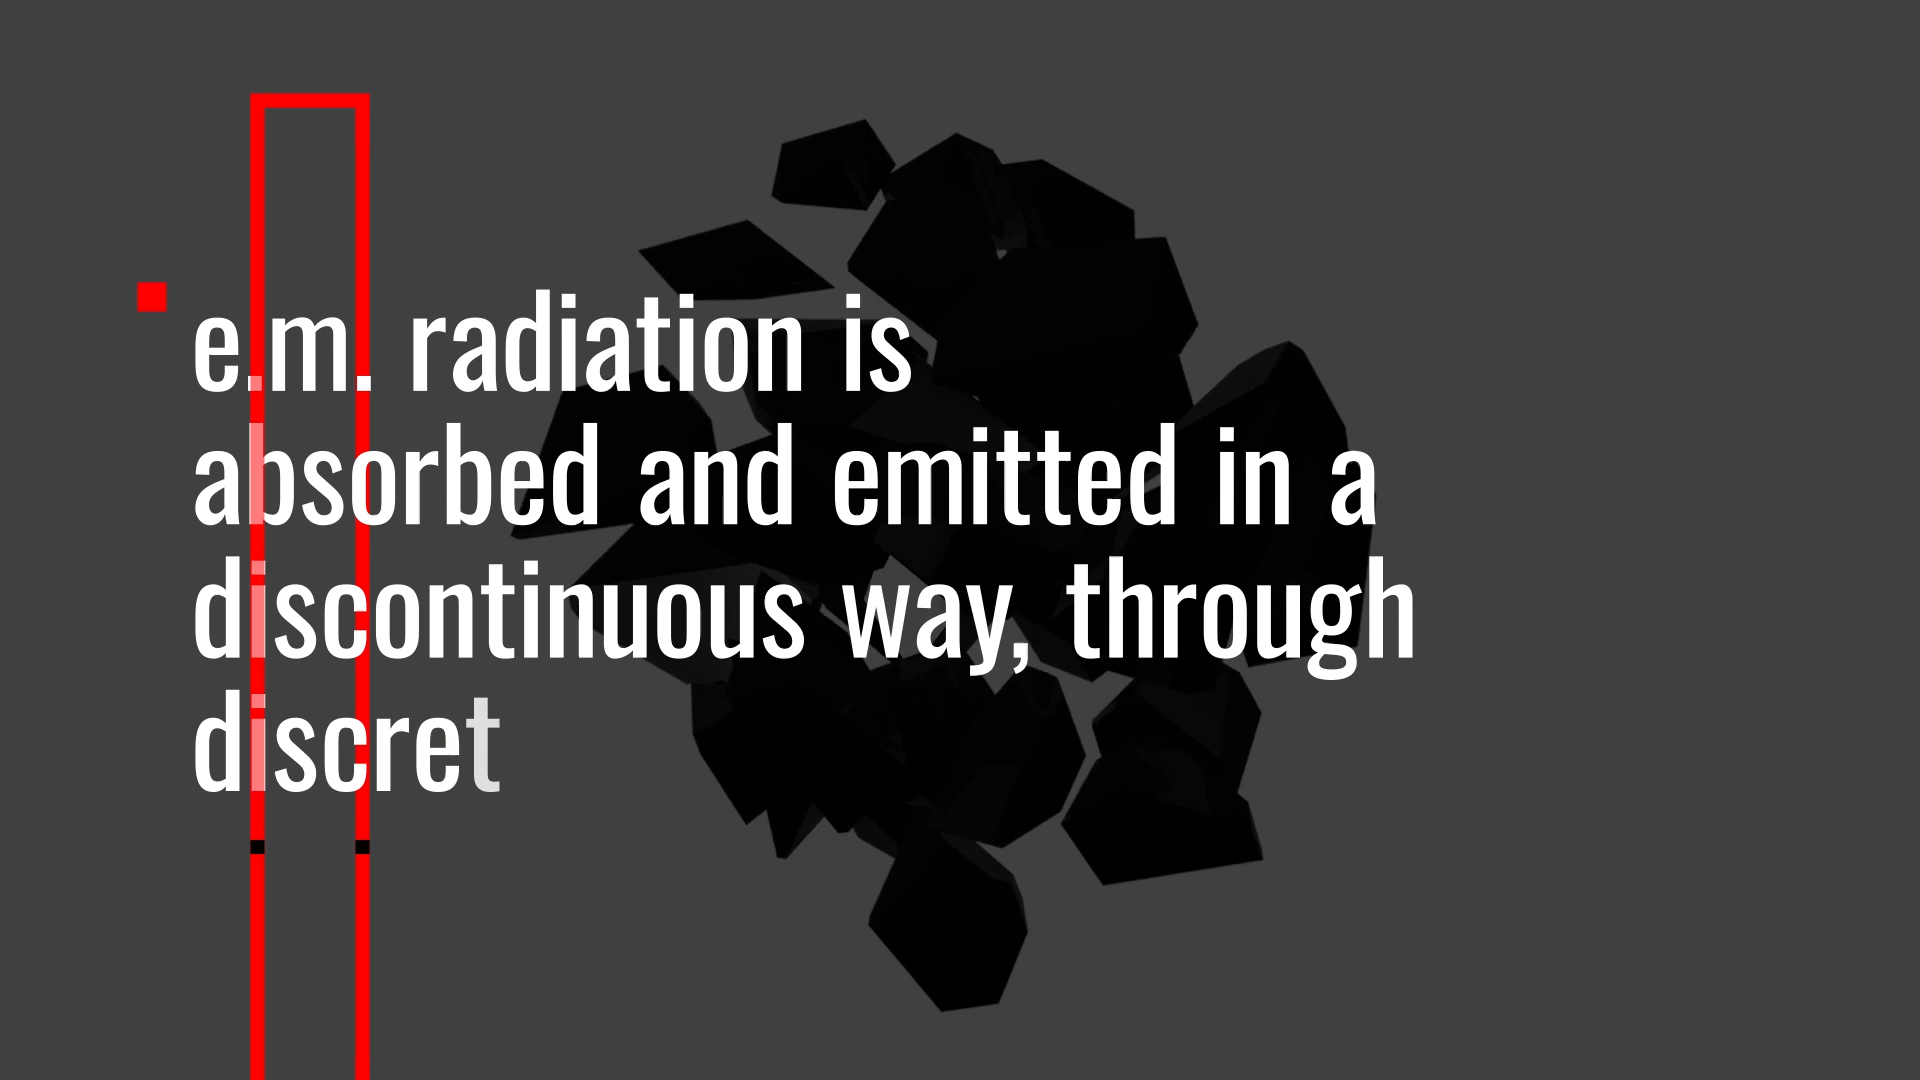 e.m. radiation is
absorbed and emitted in a
discontinuous way, through
discret